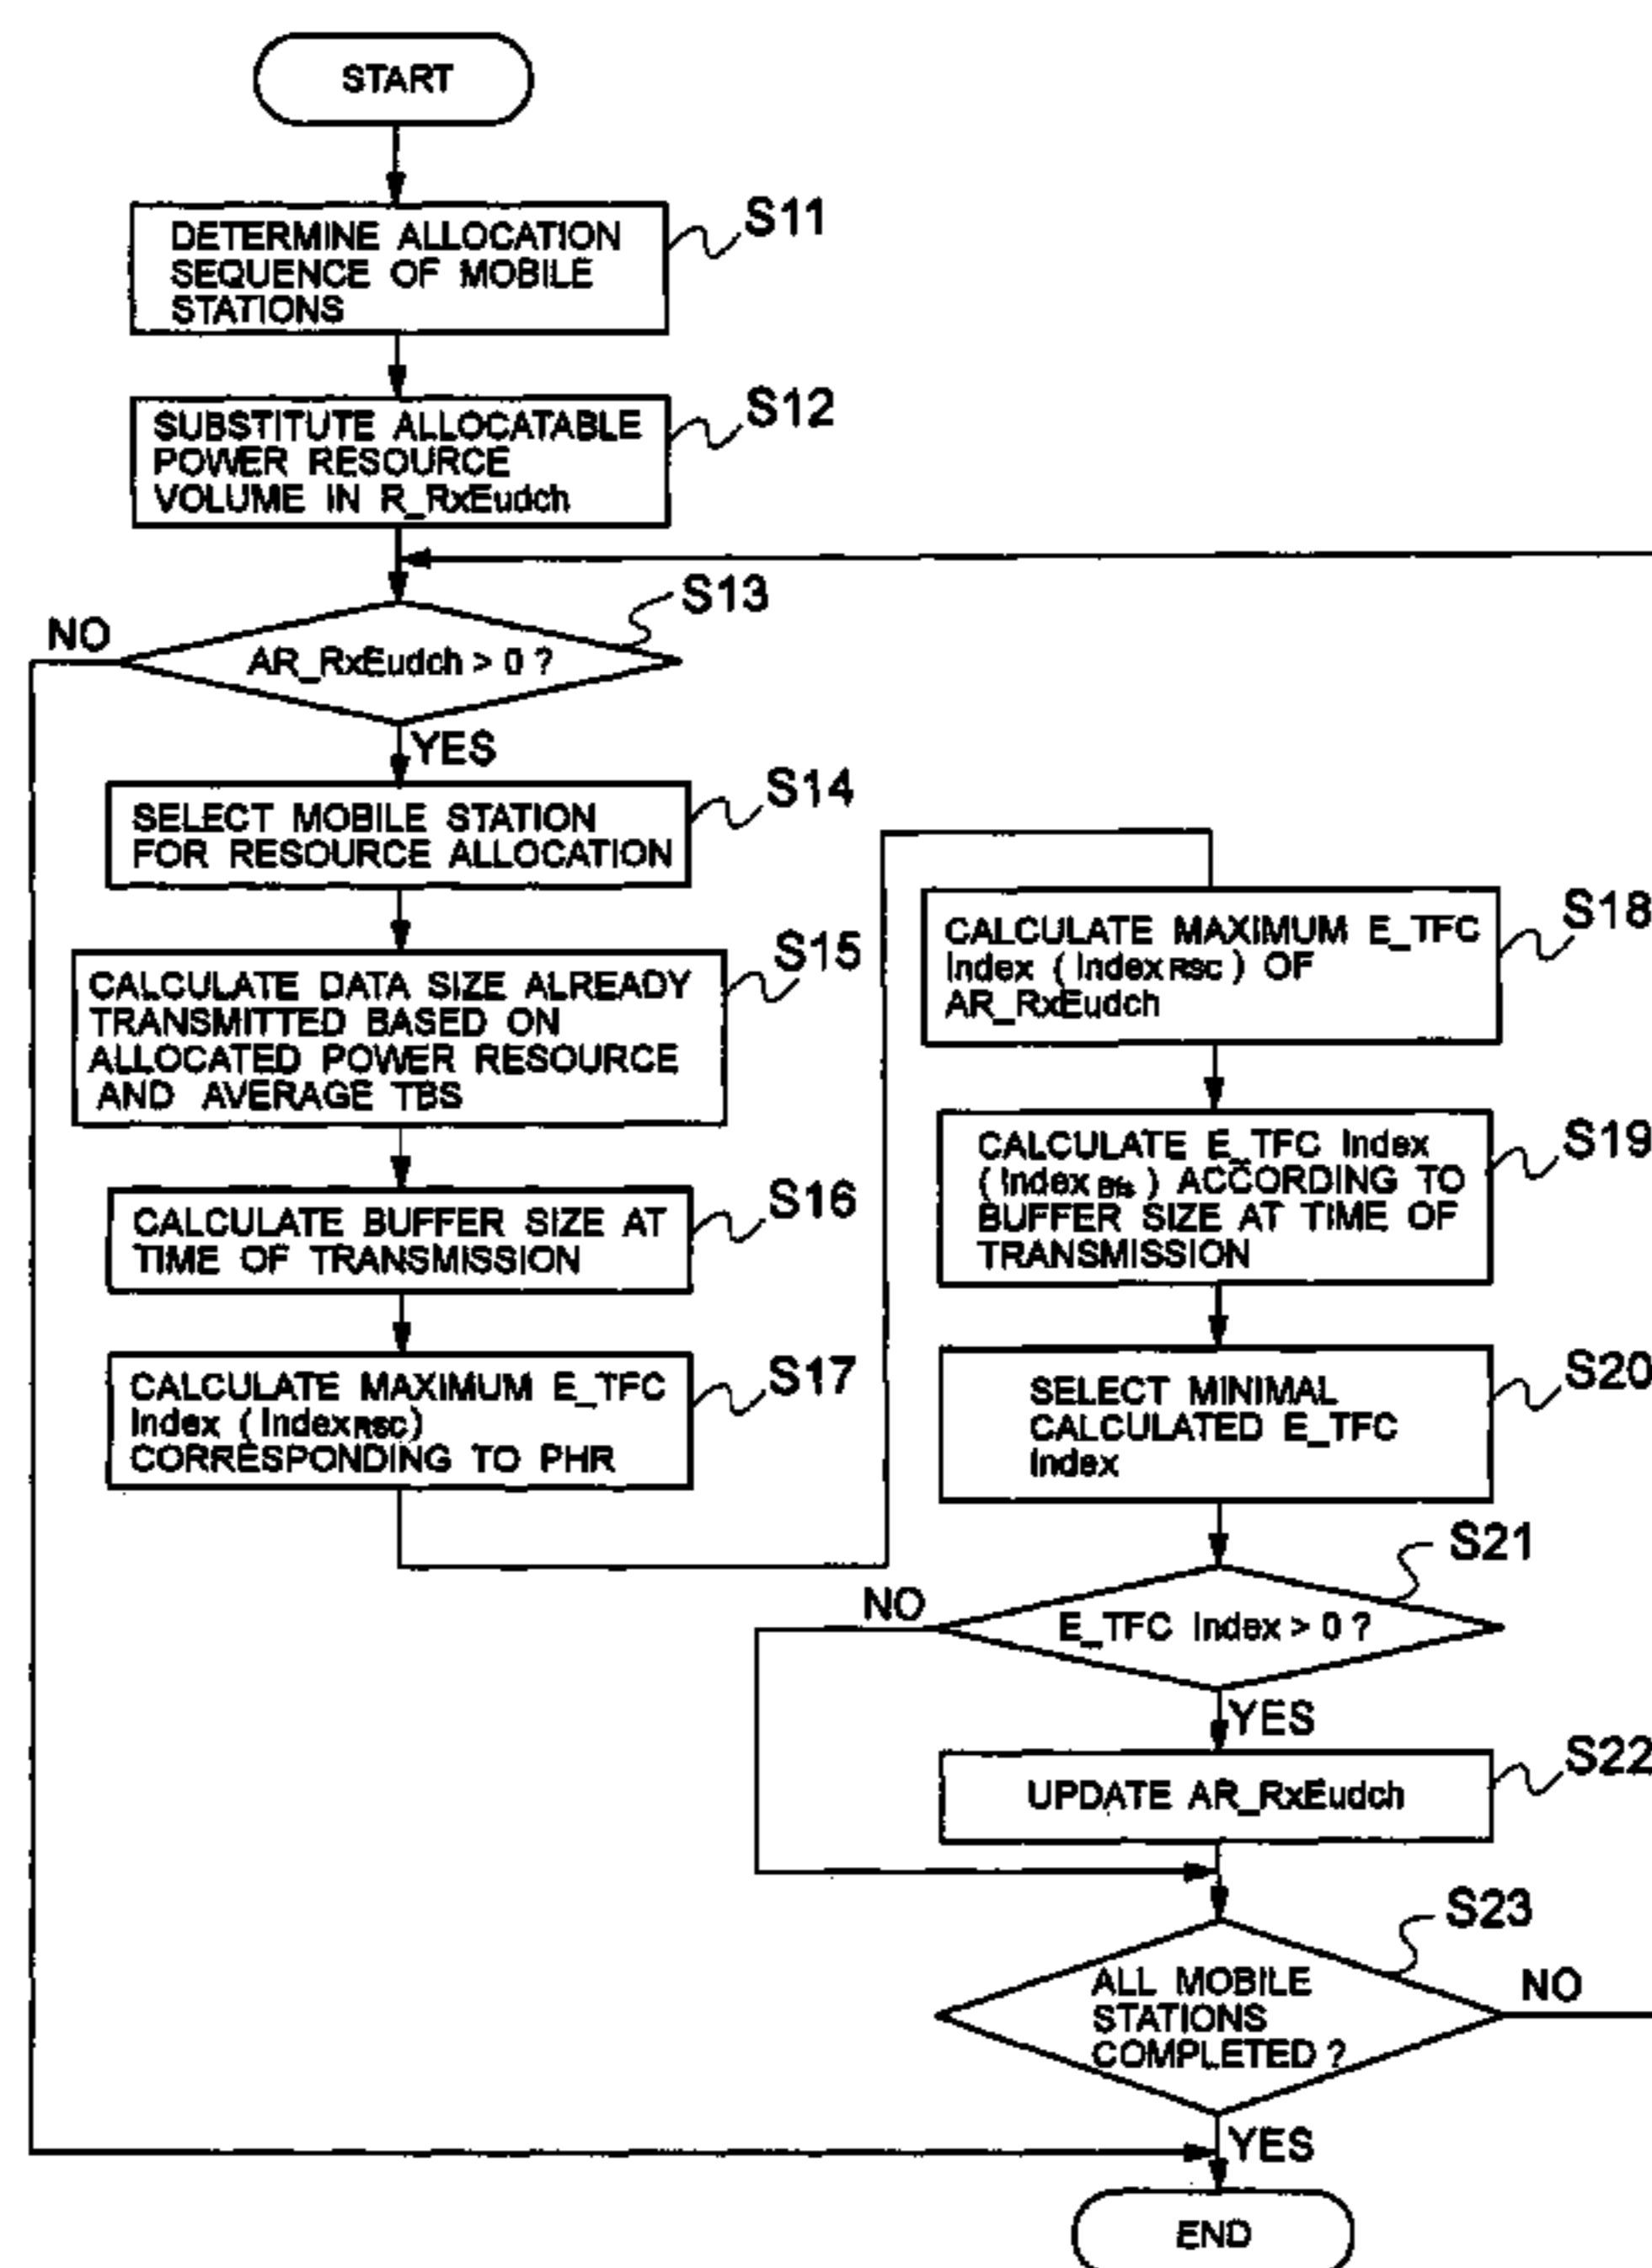 START
DETERMINE ALLOCATION
SEQUENCE OF MOBILE
STATIONS
S11
SUBSTITUTE ALLOCATABLE
POWER RESOURCE
VOLUME IN R_RxEudch
S12
S13
NO
AR_RxEudch > 0 ?
YES
SELECT MOBILE STATION
FOR RESOURCE ALLOCATION
S14
CALCULATE DATA SIZE ALREADY
TRANSMITTED BASED ON
ALLOCATED POWER RESOURCE
AND AVERAGE TBS
S15
CALCULATE BUFFER SIZE AT
TIME OF TRANSMISSION
S16
CALCULATE MAXIMUM E_TFC
Index (IndexRSC)
CORRESPONDING TO PHR
S17
CALCULATE MAXIMUM E_TFC
Index (IndexRSC) OF
AR_RxEudch
S18
CALCULATE E_TFC Index
(IndexBfs) ACCORDING TO
BUFFER SIZE AT TIME OF
TRANSMISSION
S19
SELECT MINIMAL
CALCULATED E_TFC
Index
S20
S21
NO
E_TFC Index > 0 ?
YES
UPDATE AR_RxEudch
S22
S23
ALL MOBILE
STATIONS
COMPLETED ?
NO
YES
END